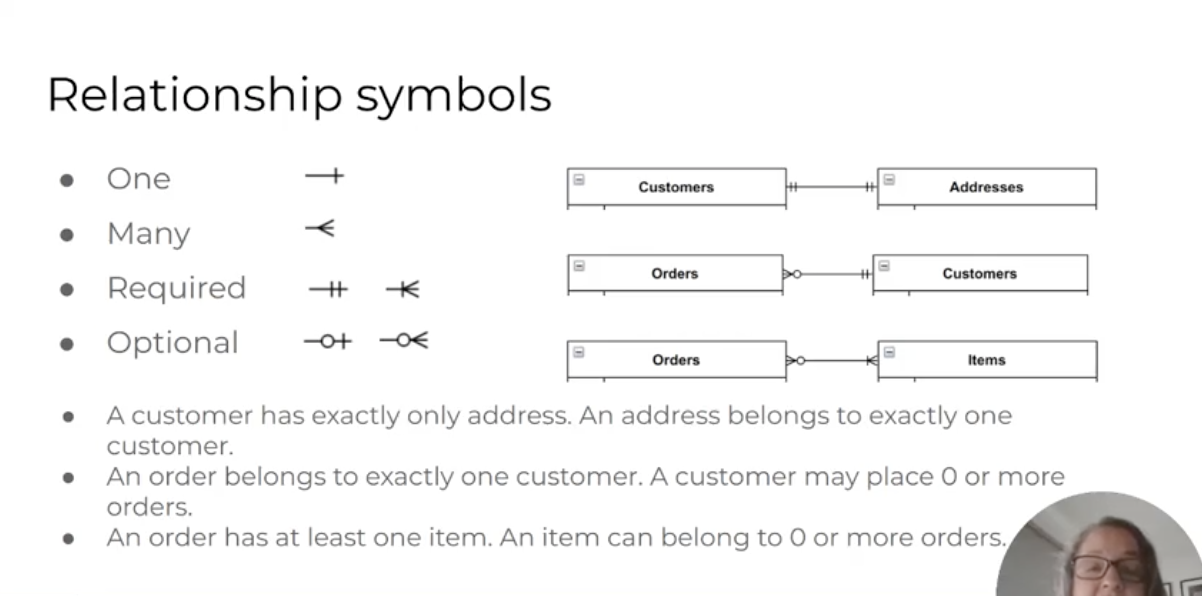 Relationship symbols
One
Many
Required
Optional
Customers
Addresses
Orders
Customers
Orders
Items
A customer has exactly only address. An address belongs to exactly one
customer.
An order belongs to exactly one customer. A customer may place 0 or more
orders.
An order has at least one item. An item can belong to 0 or more orders.